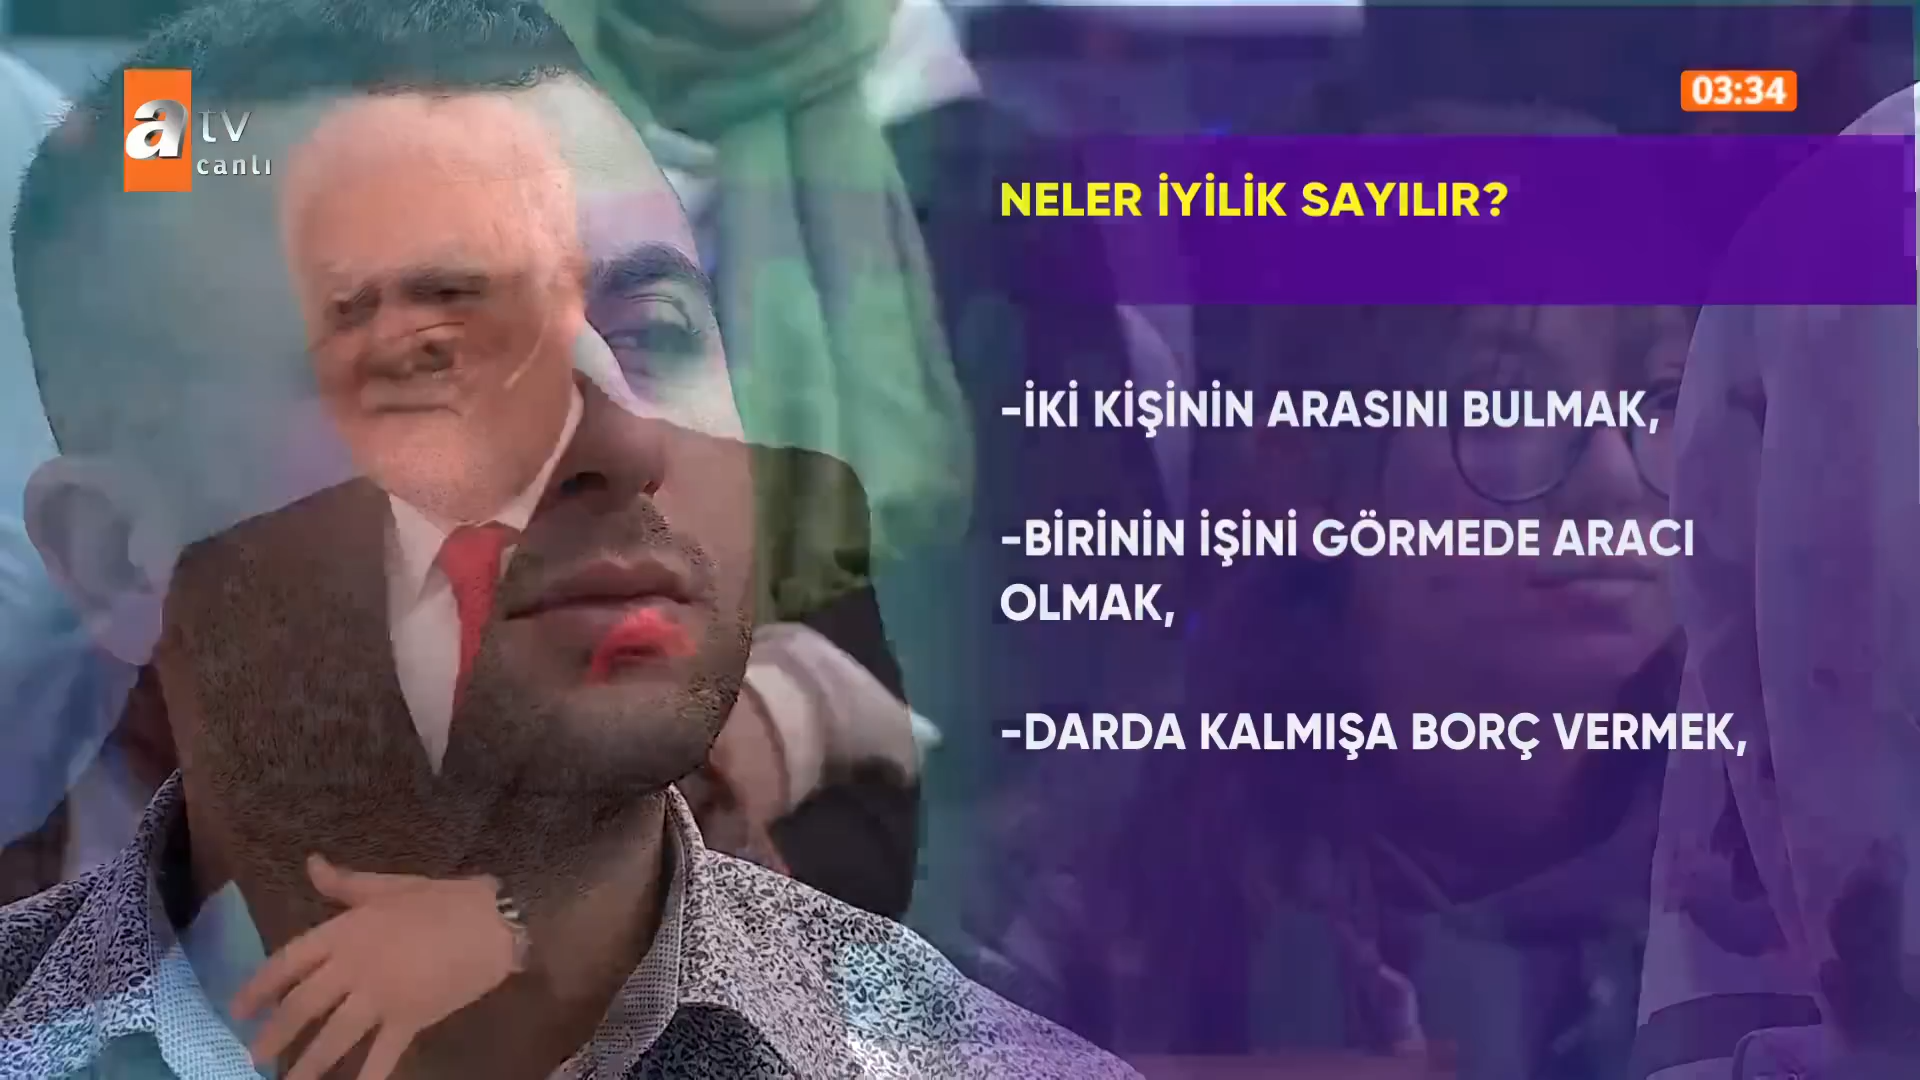 a tv
canlı
03:34
NELER İYİLİK SAYILIR?
-İKİ KİŞİNİN ARASINI BULMAK,
-BİRİNİN İŞİNİ GÖRMEDE ARACI
OLMAK,
-DARDA KALMIŞA BORÇ VERMEK,